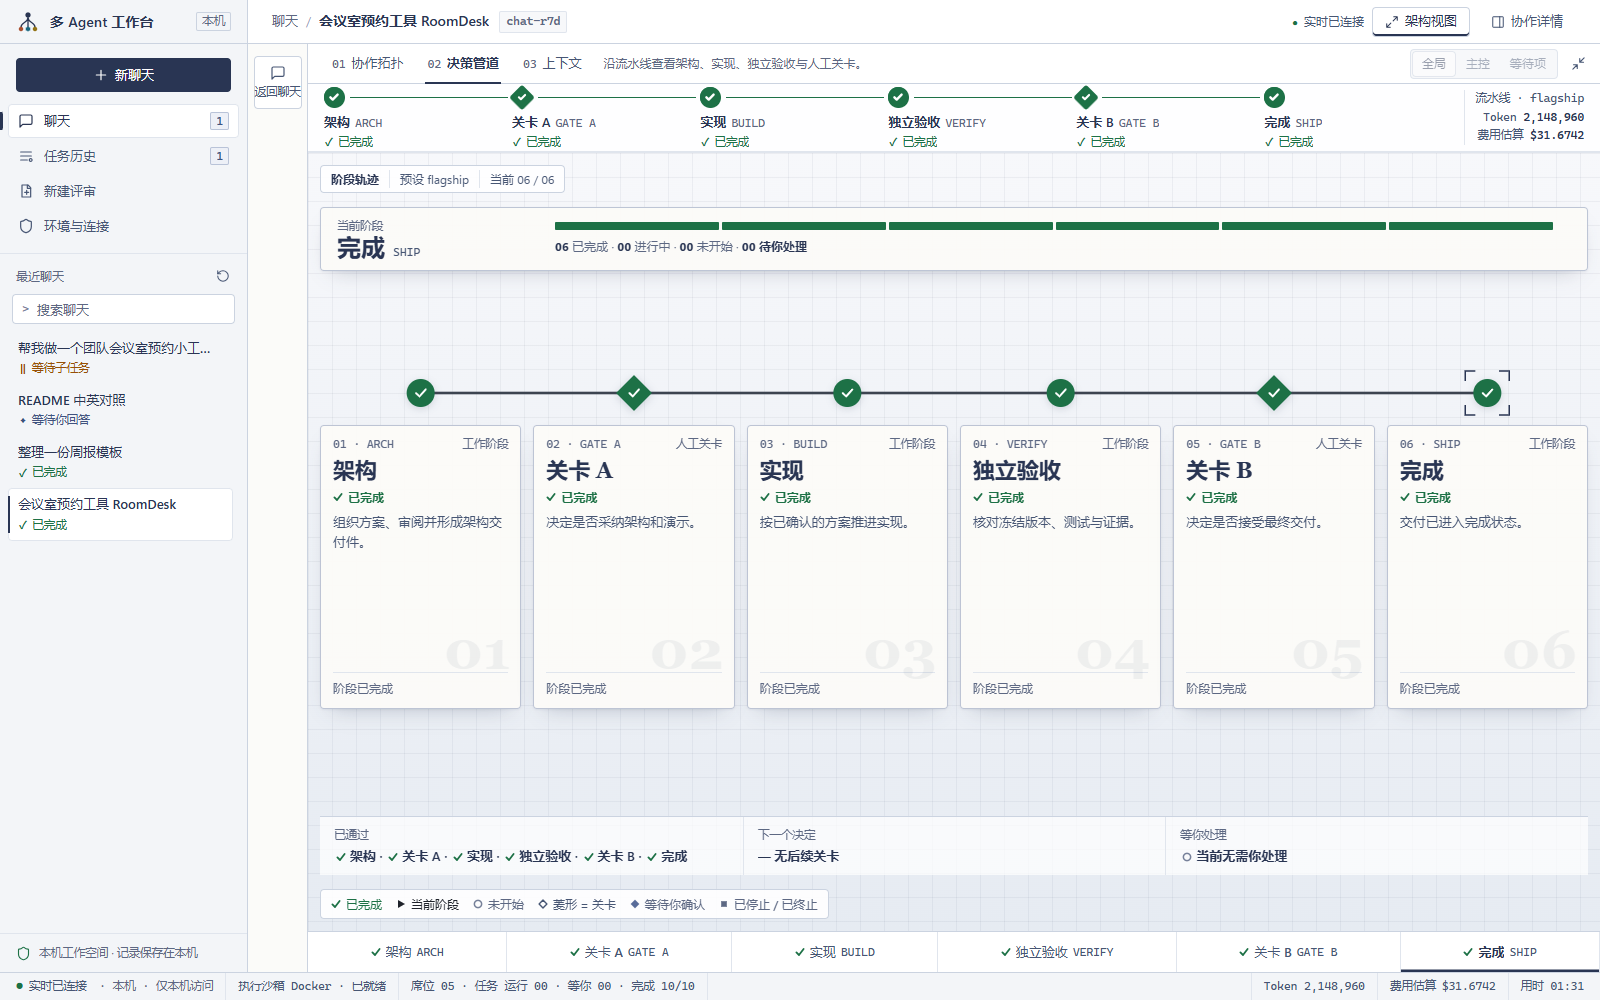 多 Agent 工作台
本机
聊天 / 会议室预约工具 RoomDesk
chat-r7d
实时已连接
架构视图
协作详情
新聊天
聊天 1
任务历史 1
新建评审
环境与连接
最近聊天
> 搜索聊天
帮我做一个团队会议室预约小工...
等待子任务
README 中英对照
等待你回答
整理一份周报模板
✓ 已完成
会议室预约工具 RoomDesk
✓ 已完成
本机工作空间 · 记录保存在本机
返回聊天
01 协作拓扑
02 决策管道
03 上下文
沿流水线查看架构、实现、独立验收与人工关卡。
全局 主控 等待项
架构 ARCH
✓ 已完成
关卡 A GATE A
✓ 已完成
实现 BUILD
✓ 已完成
独立验收 VERIFY
✓ 已完成
关卡 B GATE B
✓ 已完成
完成 SHIP
✓ 已完成
流水线 · flagship
Token 2,148,960
费用估算 $31.6742
阶段轨迹 预设 flagship 当前 06 / 06
当前阶段
完成 SHIP
06 已完成 · 00 进行中 · 00 未开始 · 00 待你处理
01 · ARCH 工作阶段
架构
✓ 已完成
组织方案、审阅并形成架构交
付件。
01
阶段已完成
02 · GATE A 人工关卡
关卡 A
✓ 已完成
决定是否采纳架构和演示。
02
阶段已完成
03 · BUILD 工作阶段
实现
✓ 已完成
按已确认的方案推进实现。
03
阶段已完成
04 · VERIFY 工作阶段
独立验收
✓ 已完成
核对冻结版本、测试与证据。
04
阶段已完成
05 · GATE B 人工关卡
关卡 B
✓ 已完成
决定是否接受最终交付。
05
阶段已完成
06 · SHIP 工作阶段
完成
✓ 已完成
交付已进入完成状态。
06
阶段已完成
已通过
✓ 架构 · ✓ 关卡 A · ✓ 实现 · ✓ 独立验收 · ✓ 关卡 B · ✓ 完成
下一个决定
— 无后续关卡
等你处理
当前无需你处理
✓ 已完成 ▶ 当前阶段 ○ 未开始 ◇ 菱形 = 关卡 ◆ 等待你确认 ■ 已停止 / 已终止
✓ 架构 ARCH
✓ 关卡 A GATE A
✓ 实现 BUILD
✓ 独立验收 VERIFY
✓ 关卡 B GATE B
✓ 完成 SHIP
实时已连接 · 本机 · 仅本机访问
执行沙箱 Docker · 已就绪
席位 05 · 任务 运行 00 · 等你 00 · 完成 10/10
Token 2,148,960
费用估算 $31.6742
用时 01:31